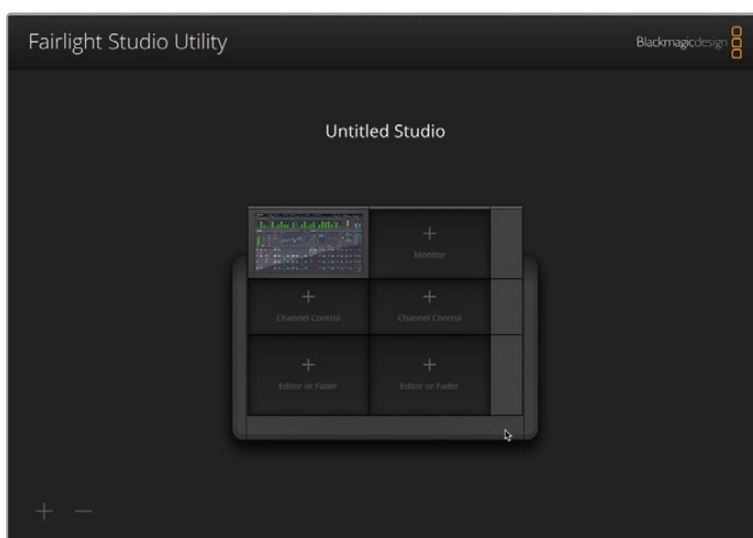 Fairlight Studio Utility
Blackmagicdesign
Untitled Studio
Monitor
Channel Control
Channel Control
Editor or Fader
Editor or Fader